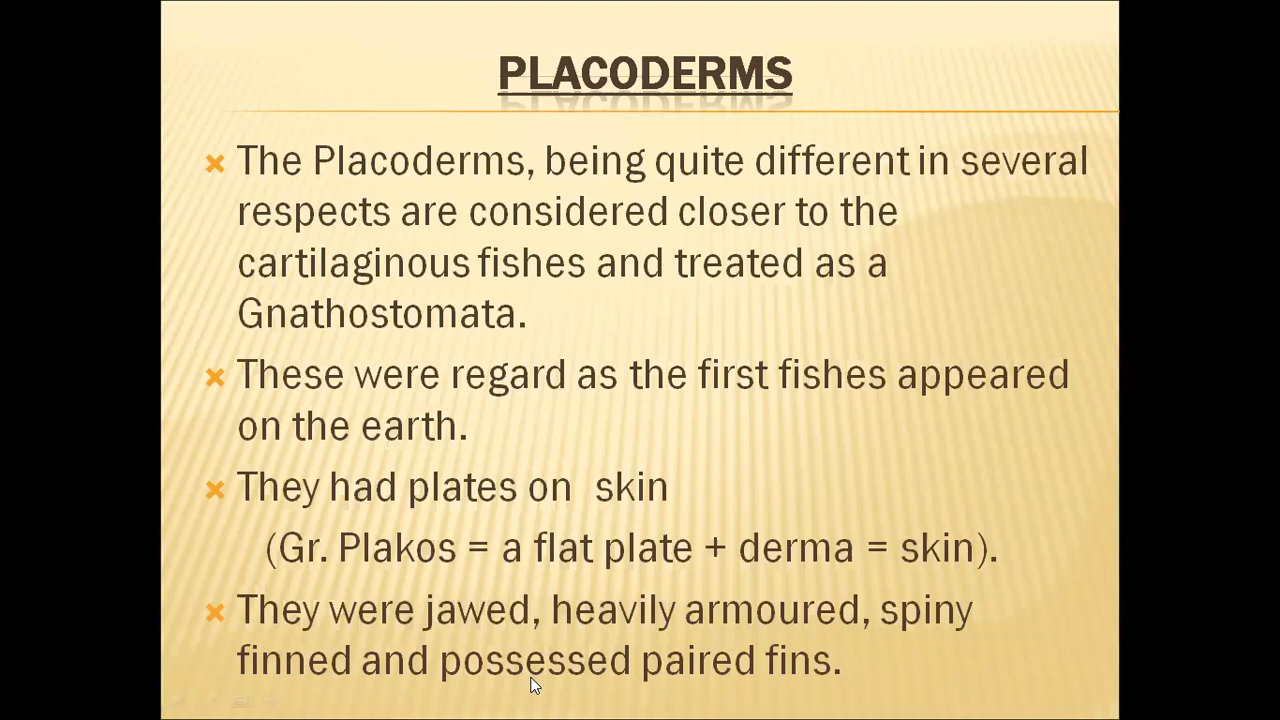 PLACODERMS
The Placoderms, being quite different in several
respects are considered closer to the
cartilaginous fishes and treated as a
Gnathostomata.
These were regard as the first fishes appeared
on the earth.
They had plates on skin
(Gr. Plakos = a flat plate + derma = skin).
They were jawed, heavily armoured, spiny
finned and possessed paired fins.